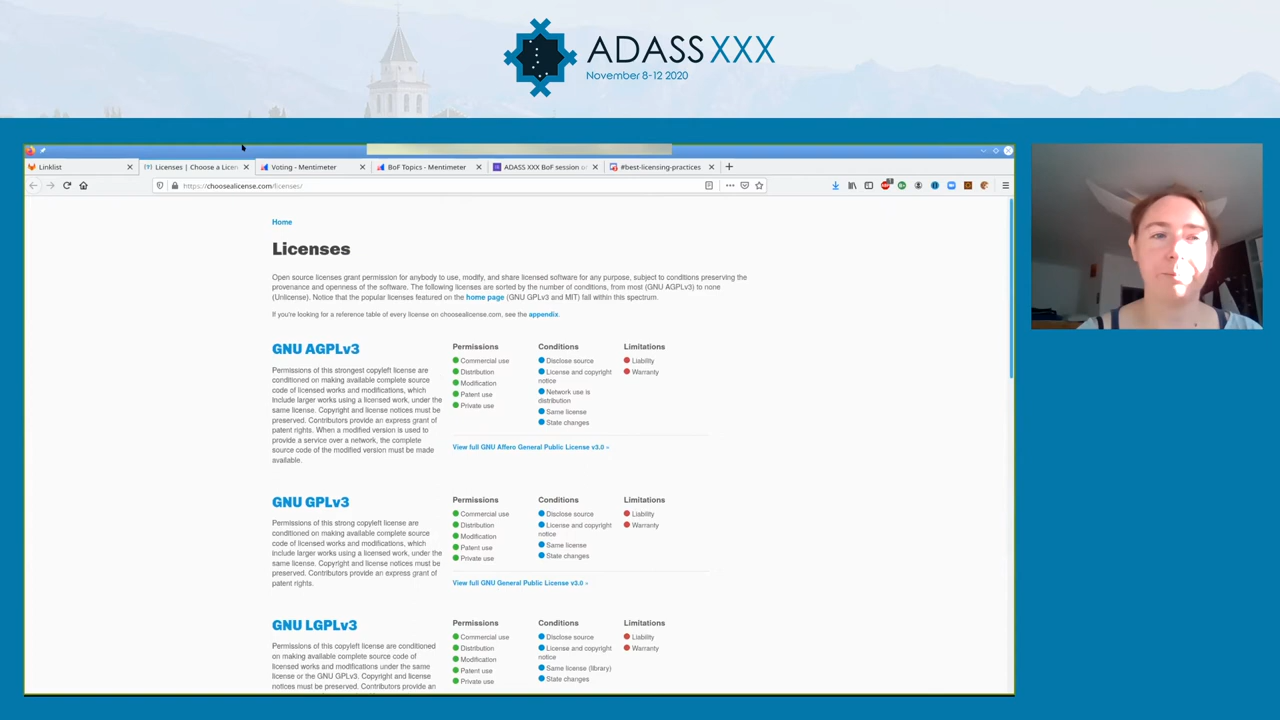 ADASS XXX
November 8-12 2020
Linklist
Licenses | Choose a Licen
Voting - Mentimeter
BoF Topics - Mentimeter
ADASS XXX BoF session o
#best-licensing-practices
https://choosealicense.com/licenses/
Home
Licenses
Open source licenses grant permission for anybody to use, modify, and share licensed software for any purpose, subject to conditions preserving the
provenance and openness of the software. The following licenses are sorted by the number of conditions, from most (GNU AGPLv3) to none
(Unlicense). Notice that the popular licenses featured on the home page (GNU GPLv3 and MIT) fall within this spectrum.
If you're looking for a reference table of every license on choosealicense.com, see the appendix.
GNU AGPLv3
Permissions of this strongest copyleft license are
conditioned on making available complete source
code of licensed works and modifications, which
include larger works using a licensed work, under the
same license. Copyright and license notices must be
preserved. Contributors provide an express grant of
patent rights. When a modified version is used to
provide a service over a network, the complete
source code of the modified version must be made
available.
Permissions
Commercial use
Distribution
Modification
Patent use
Private use
Conditions
Disclose source
License and copyright
notice
Network use is
distribution
Same license
State changes
Limitations
Liability
Warranty
View full GNU Affero General Public License v3.0 »
GNU GPLv3
Permissions of this strong copyleft license are
conditioned on making available complete source
code of licensed works and modifications, which
include larger works using a licensed work, under the
same license. Copyright and license notices must be
preserved. Contributors provide an express grant of
patent rights.
Permissions
Commercial use
Distribution
Modification
Patent use
Private use
Conditions
Disclose source
License and copyright
notice
Same license
State changes
Limitations
Liability
Warranty
View full GNU General Public License v3.0 »
GNU LGPLv3
Permissions of this copyleft license are conditioned
on making available complete source code of
licensed works and modifications under the same
license or the GNU GPLv3. Copyright and license
notices must be preserved. Contributors provide an
Permissions
Commercial use
Distribution
Modification
Patent use
Private use
Conditions
Disclose source
License and copyright
notice
Same license (library)
State changes
Limitations
Liability
Warranty